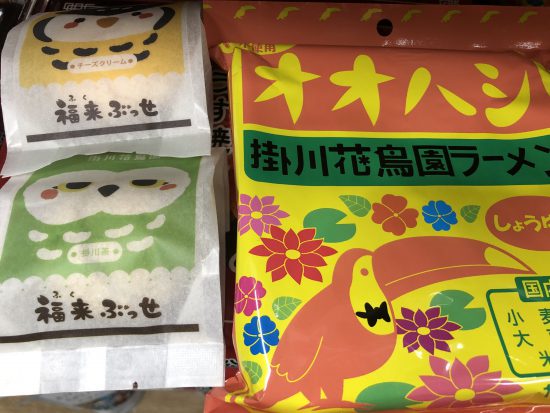 チーズクリーム
ふく
福来ぶっせ
掛川花鳥園
掛川茶
ふく
福来ぶっせ
オオハシ
掛川花鳥園ラーメン
しょうゆ
国内
小麦
大
米